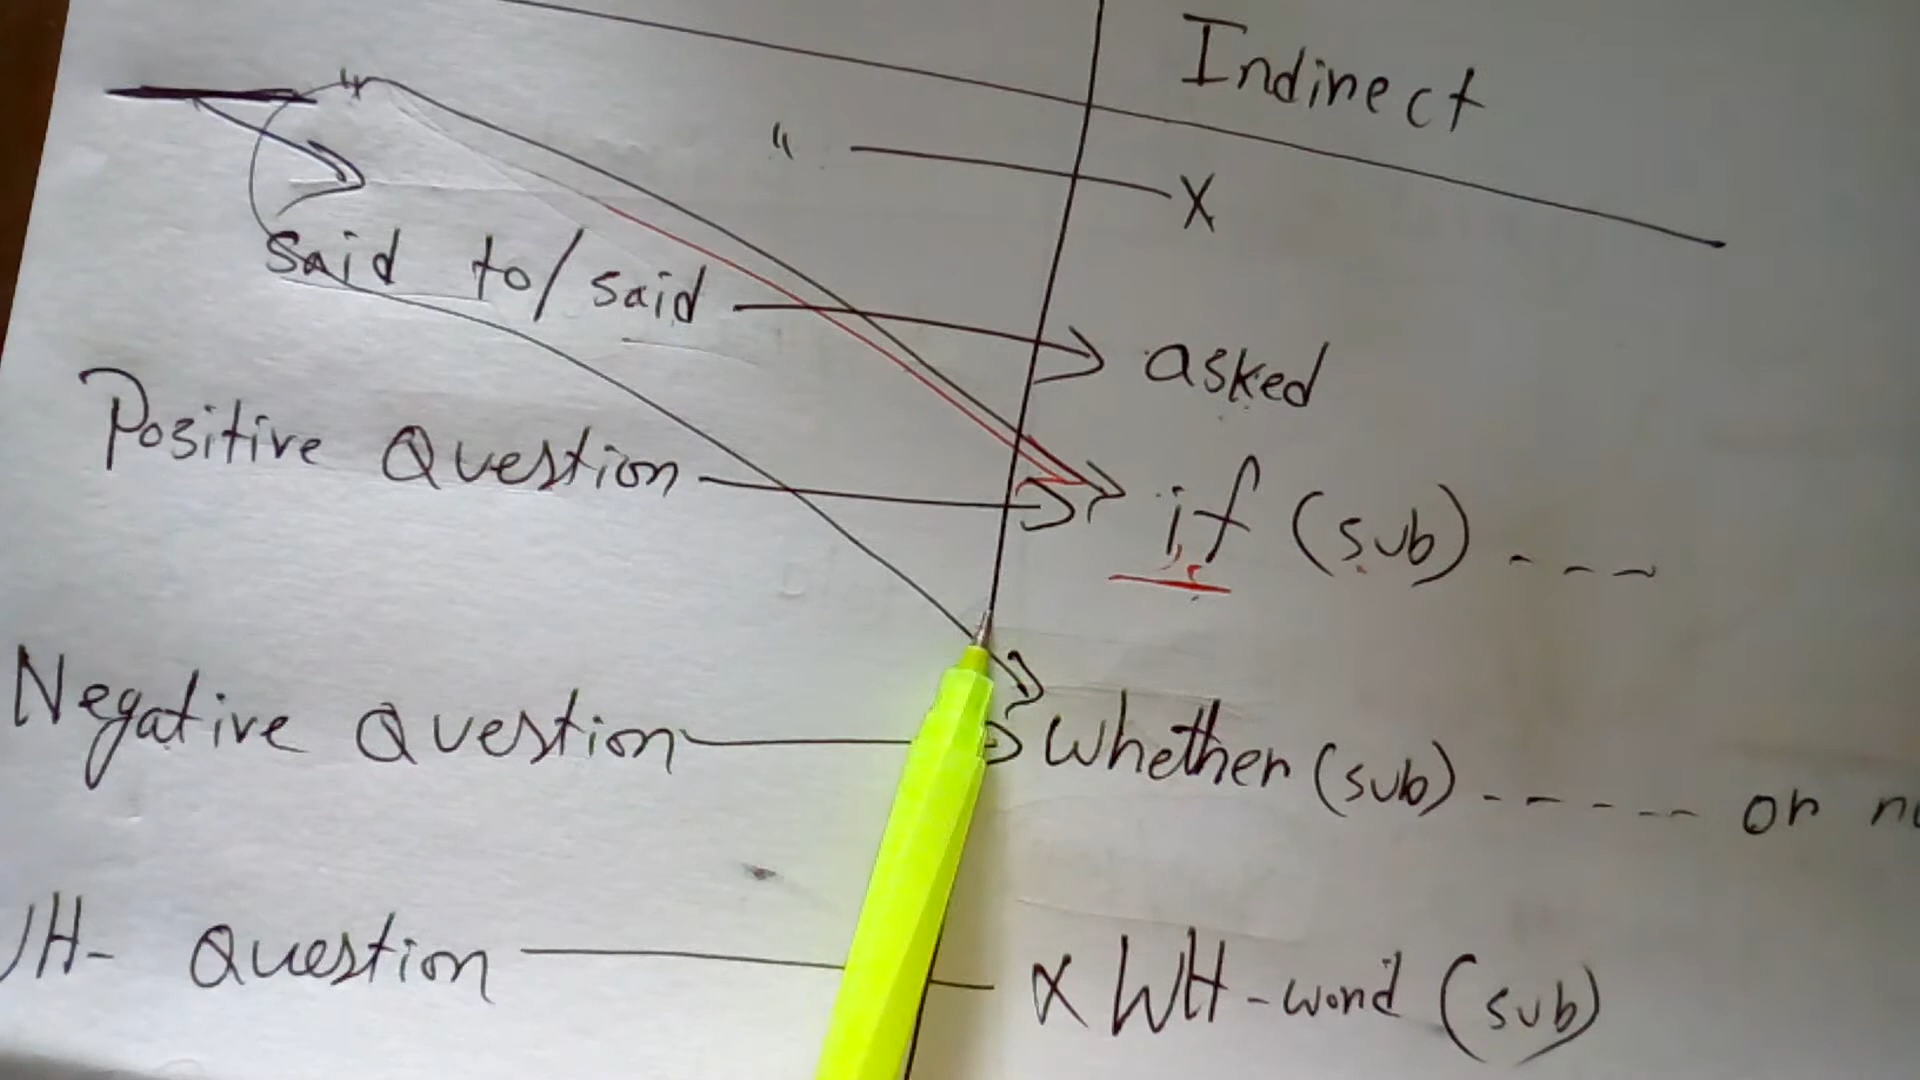 Indirect
" X
said to/said asked
Positive Question if (sub) - - -
Negative Question whether (sub) - - - - - or
Question X WH-word (sub)